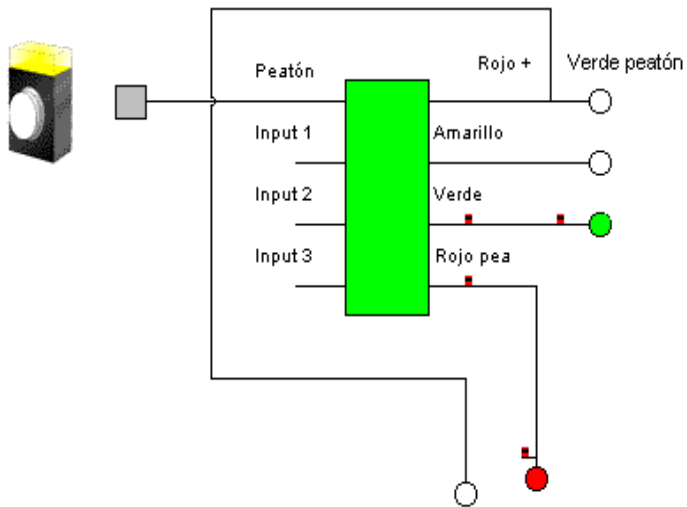 Peatón
Rojo +
Verde peatón
Input 1
Amarillo
Input 2
Verde
Input 3
Rojo pea